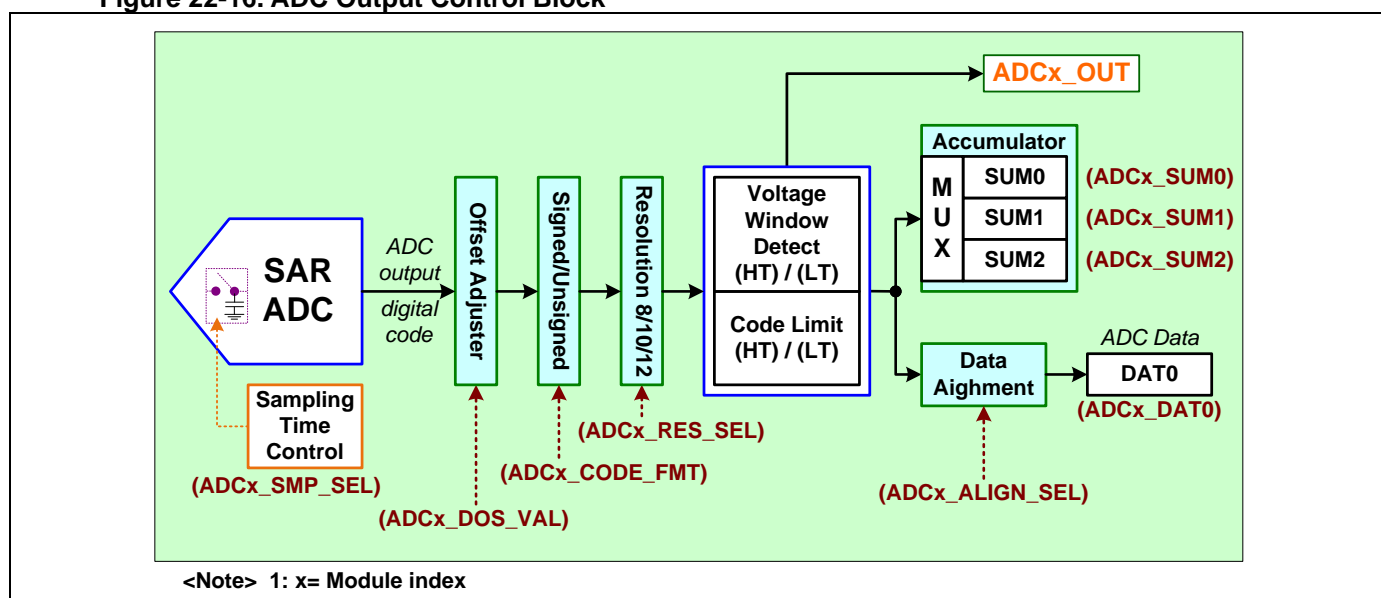 Figure 22-16. ADC Output Control Block
ADCx_OUT
Accumulator
MUX
SUM0
(ADCx_SUM0)
SUM1
(ADCx_SUM1)
SUM2
(ADCx_SUM2)
SAR
ADC
ADC
output
digital
code
Offset Adjuster
Signed/Unsigned
Resolution 8/10/12
Voltage
Window
Detect
(HT) / (LT)
Code Limit
(HT) / (LT)
Data
Aighment
ADC Data
DAT0
(ADCx_DAT0)
Sampling
Time
Control
(ADCx_SMP_SEL)
(ADCx_RES_SEL)
(ADCx_CODE_FMT)
(ADCx_DOS_VAL)
(ADCx_ALIGN_SEL)
<Note> 1: x= Module index